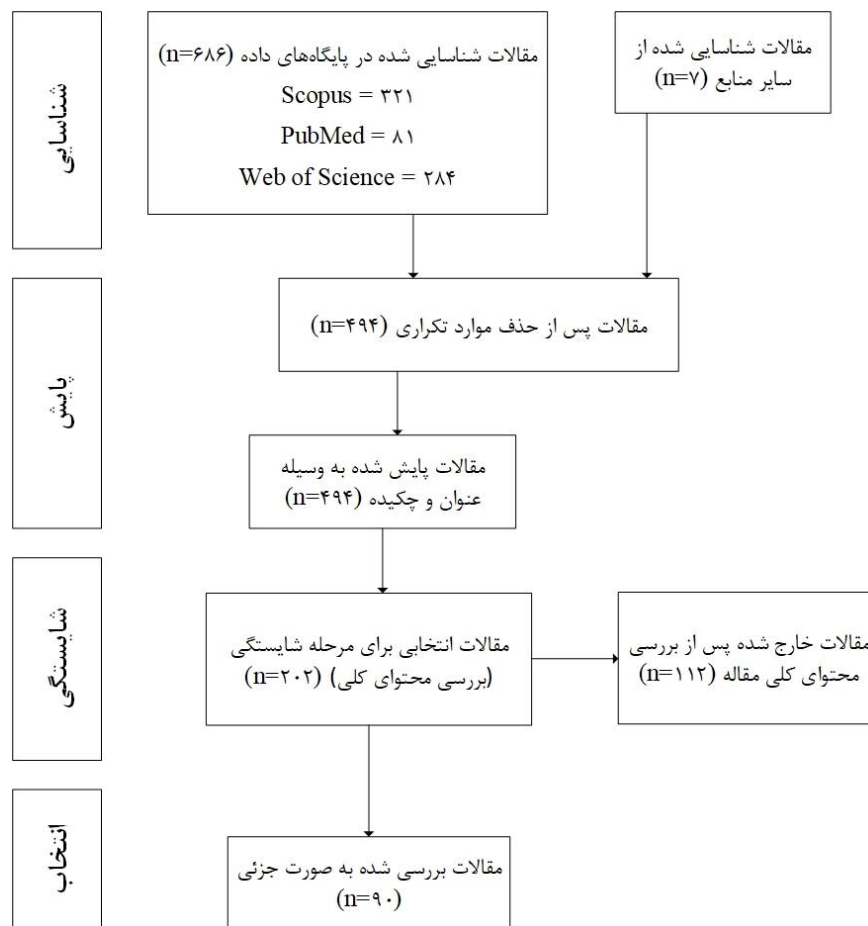 شناسایی
مقالات شناسایی شده در پایگاه‌های داده (n=۶۸۶)
Scopus = ۳۲۱
PubMed = ۸۱
Web of Science = ۲۸۴
مقالات شناسایی شده از
سایر منابع (n=۷)
پایش
مقالات پس از حذف موارد تکراری (n=۴۹۴)
مقالات پایش شده به وسیله
عنوان و چکیده (n=۴۹۴)
شایستگی
مقالات انتخابی برای مرحله شایستگی
(بررسی محتوای کلی) (n=۲۰۲)
مقالات خارج شده پس از بررسی
محتوای کلی مقاله (n=۱۱۲)
انتخاب
مقالات بررسی شده به صورت جزئی
(n=۹۰)